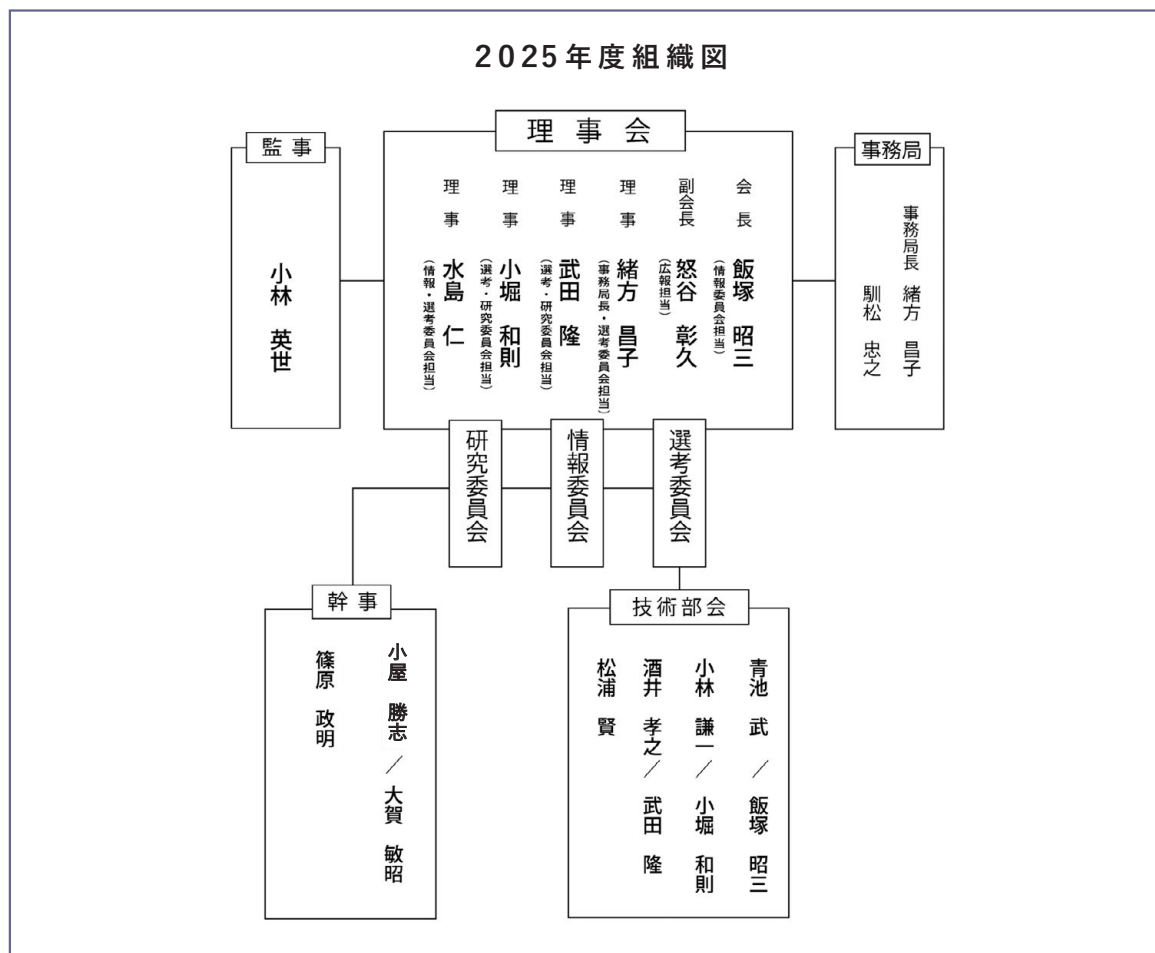 2025年度組織図
理事会
会長 飯塚 昭三
(情報委員会担当)
副会長 怒谷 彰久
(広報担当)
理事 緒方 昌子
(事務局長・選考委員会担当)
理事 武田 隆
(選考・研究委員会担当)
理事 小堀 和則
(選考・研究委員会担当)
理事 水島 仁
(情報・選考委員会担当)
監事
小林 英世
事務局
事務局長 緒方 昌子
馴松 忠之
選考委員会
情報委員会
研究委員会
幹事
小屋 勝志 / 大賀 敏昭
篠原 政明
技術部会
青池 武 / 飯塚 昭三
小林 謙一 / 小堀 和則
酒井 孝之 / 武田 隆
松浦 賢